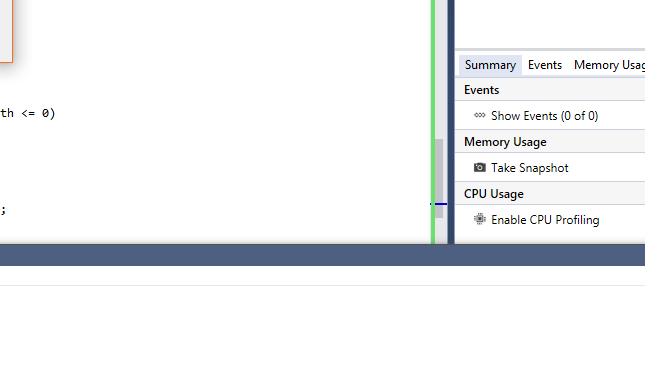 th <= 0)
;
Summary Events Memory Usag
Events
Show Events (0 of 0)
Memory Usage
Take Snapshot
CPU Usage
Enable CPU Profiling